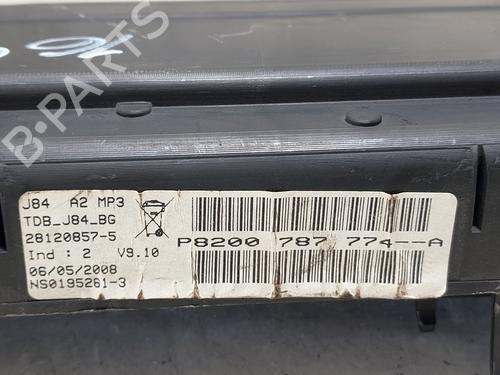 B-PARTS
J84 A2 MP3
TDB_J84_BG
28120857-5
Ind : 2 V9.10
06/05/2008
NS0195261-3
P8200 787 774--A